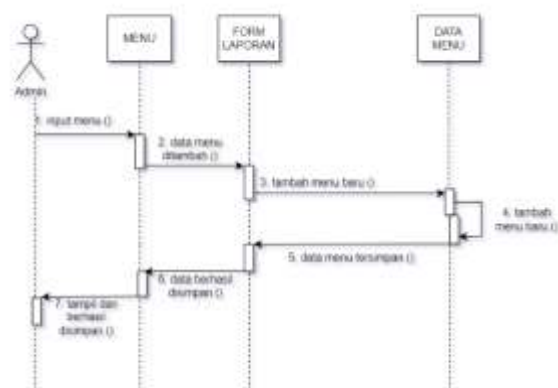 MENU
FORM
LAPORAN
DATA
MENU
Admin
1. input menu ()
2. data menu
ditambah ()
3. tambah menu baru ()
4. tambah
menu baru ()
5. data menu tersimpan ()
6. data berhasil
disimpan ()
7. tampil dan
berhasil
disimpan ()